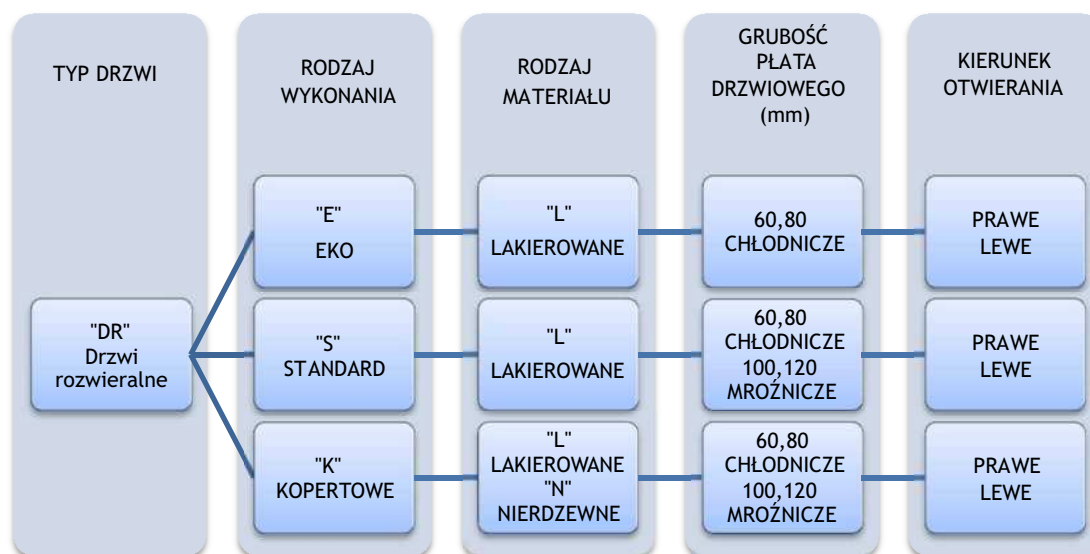 TYP DRZWI
RODZAJ
WYKONANIA
RODZAJ
MATERIAŁU
GRUBOŚĆ
PŁATA
DRZWIOWEGO
(mm)
KIERUNEK
OTWIERANIA
"DR"
Drzwi
rozwieralne
"E"
EKO
"L"
LAKIEROWANE
60,80
CHŁODNICZE
PRAWE
LEWE
"S"
STANDARD
"L"
LAKIEROWANE
60,80
CHŁODNICZE
100,120
MROŹNICZE
PRAWE
LEWE
"K"
KOPERTOWE
"L"
LAKIEROWANE
"N"
NIERDZEWNE
60,80
CHŁODNICZE
100,120
MROŹNICZE
PRAWE
LEWE